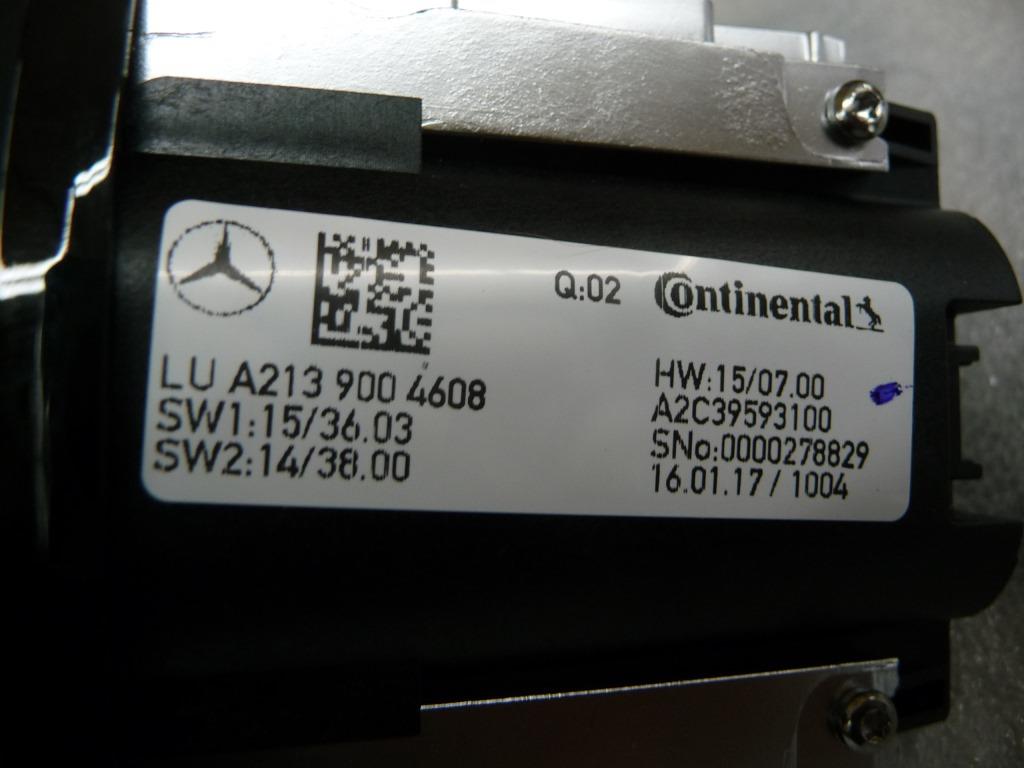 Q:02
Continental
LU A213 900 4608
SW1:15/36.03
SW2:14/38.00
HW:15/07.00
A2C39593100
SNo:0000278829
16.01.17 / 1004